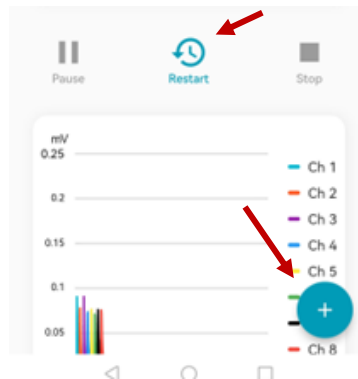 Pause Restart Stop
mV
0.25
Ch 1
0.2
Ch 2
Ch 3
0.15
Ch 4
Ch 5
0.1
+
0.05
Ch 8